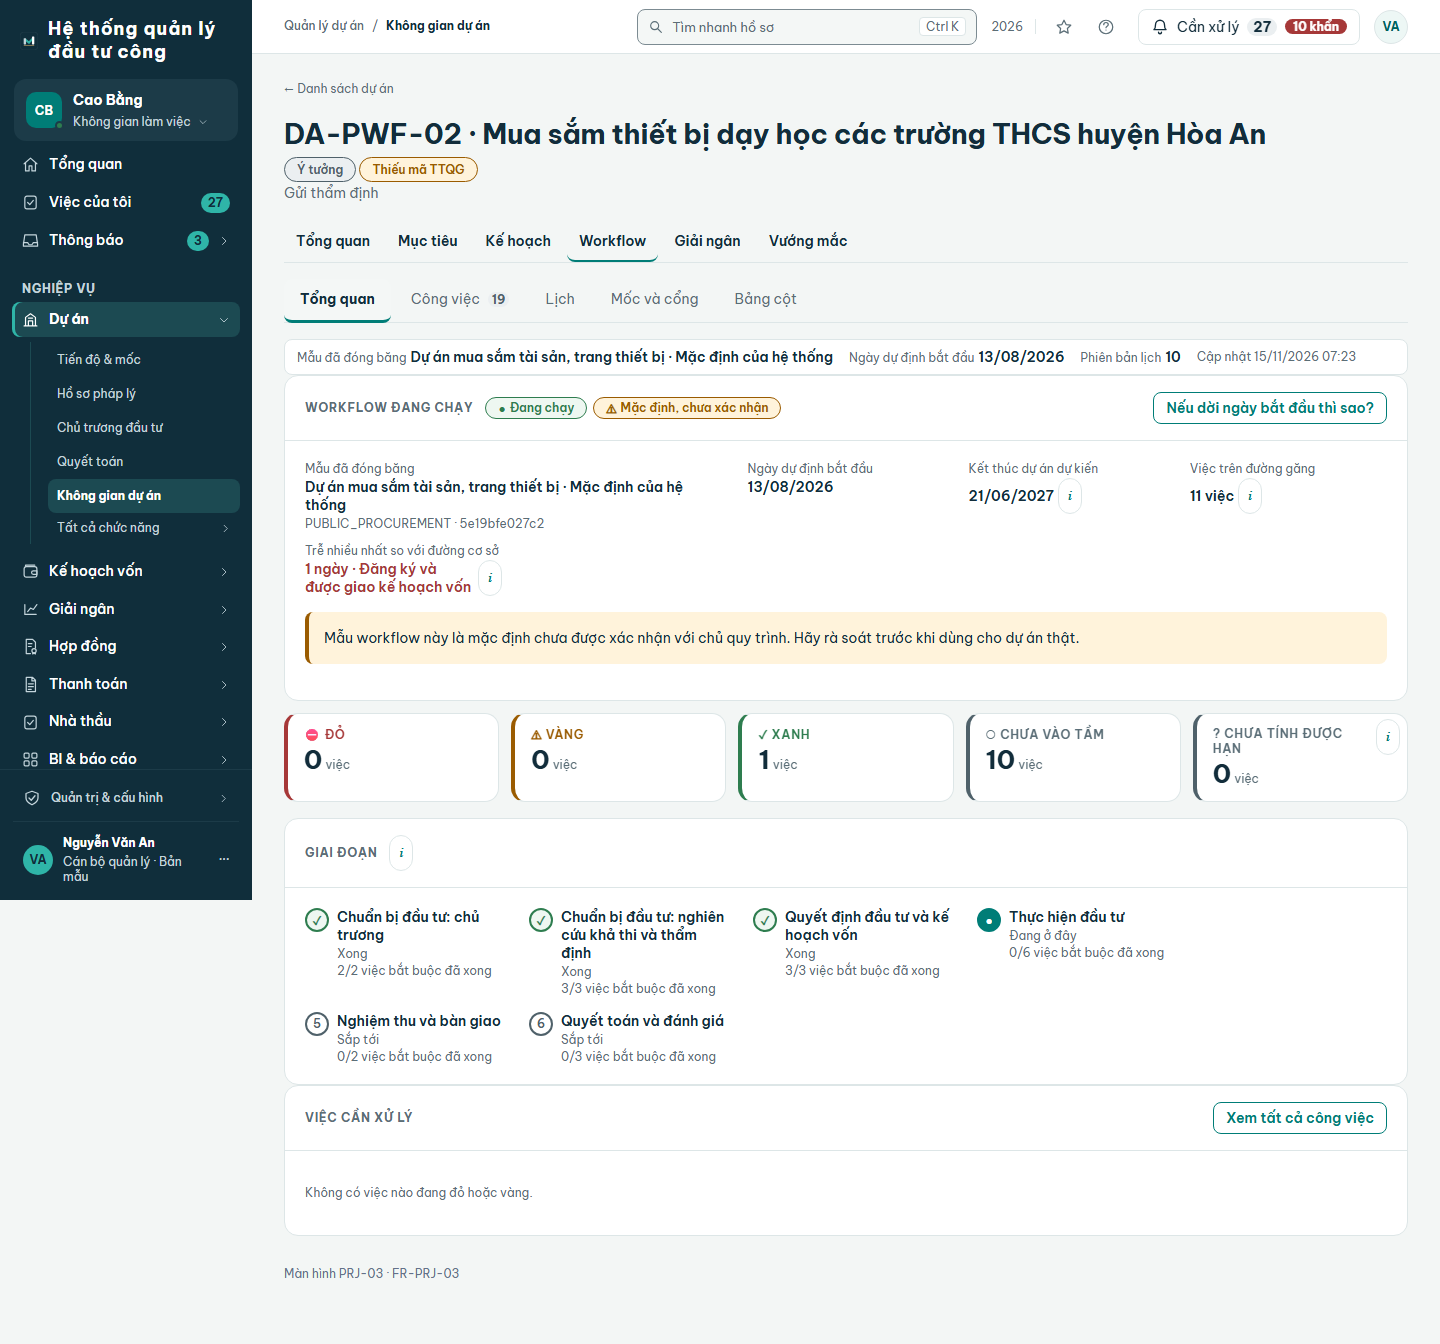 Hệ thống quản lý
đầu tư công
CB
Cao Bằng
Không gian làm việc
Tổng quan
Việc của tôi 27
Thông báo 3
NGHIỆP VỤ
Dự án
Tiến độ & mốc
Hồ sơ pháp lý
Chủ trương đầu tư
Quyết toán
Không gian dự án
Tất cả chức năng
Kế hoạch vốn
Giải ngân
Hợp đồng
Thanh toán
Nhà thầu
BI & báo cáo
Quản trị & cấu hình
VA
Nguyễn Văn An
Cán bộ quản lý · Bản
mẫu
Quản lý dự án / Không gian dự án
Tìm nhanh hồ sơ Ctrl K
2026
Cần xử lý 27 10 khẩn
VA
← Danh sách dự án
DA-PWF-02 · Mua sắm thiết bị dạy học các trường THCS huyện Hòa An
Ý tưởng Thiếu mã TTQG
Gửi thẩm định
Tổng quan Mục tiêu Kế hoạch Workflow Giải ngân Vướng mắc
Tổng quan Công việc 19 Lịch Mốc và cổng Bảng cột
Mẫu đã đóng băng Dự án mua sắm tài sản, trang thiết bị · Mặc định của hệ thống Ngày dự định bắt đầu 13/08/2026 Phiên bản lịch 10 Cập nhật 15/11/2026 07:23
WORKFLOW ĐANG CHẠY ● Đang chạy ⚠ Mặc định, chưa xác nhận Nếu dời ngày bắt đầu thì sao?
Mẫu đã đóng băng
Dự án mua sắm tài sản, trang thiết bị · Mặc định của hệ
thống
PUBLIC_PROCUREMENT · 5e19bfe027c2
Ngày dự định bắt đầu
13/08/2026
Kết thúc dự án dự kiến
21/06/2027 i
Việc trên đường găng
11 việc i
Trễ nhiều nhất so với đường cơ sở
1 ngày · Đăng ký và
được giao kế hoạch vốn i
Mẫu workflow này là mặc định chưa được xác nhận với chủ quy trình. Hãy rà soát trước khi dùng cho dự án thật.
⛔ ĐỎ
0 việc
⚠ VÀNG
0 việc
✓ XANH
1 việc
○ CHƯA VÀO TẦM
10 việc
? CHƯA TÍNH ĐƯỢC
HẠN i
0 việc
GIAI ĐOẠN i
✓ Chuẩn bị đầu tư: chủ
trương
Xong
2/2 việc bắt buộc đã xong
✓ Chuẩn bị đầu tư: nghiên
cứu khả thi và thẩm
định
Xong
3/3 việc bắt buộc đã xong
✓ Quyết định đầu tư và kế
hoạch vốn
Xong
3/3 việc bắt buộc đã xong
● Thực hiện đầu tư
Đang ở đây
0/6 việc bắt buộc đã xong
5 Nghiệm thu và bàn giao
Sắp tới
0/2 việc bắt buộc đã xong
6 Quyết toán và đánh giá
Sắp tới
0/3 việc bắt buộc đã xong
VIỆC CẦN XỬ LÝ Xem tất cả công việc
Không có việc nào đang đỏ hoặc vàng.
Màn hình PRJ-03 · FR-PRJ-03